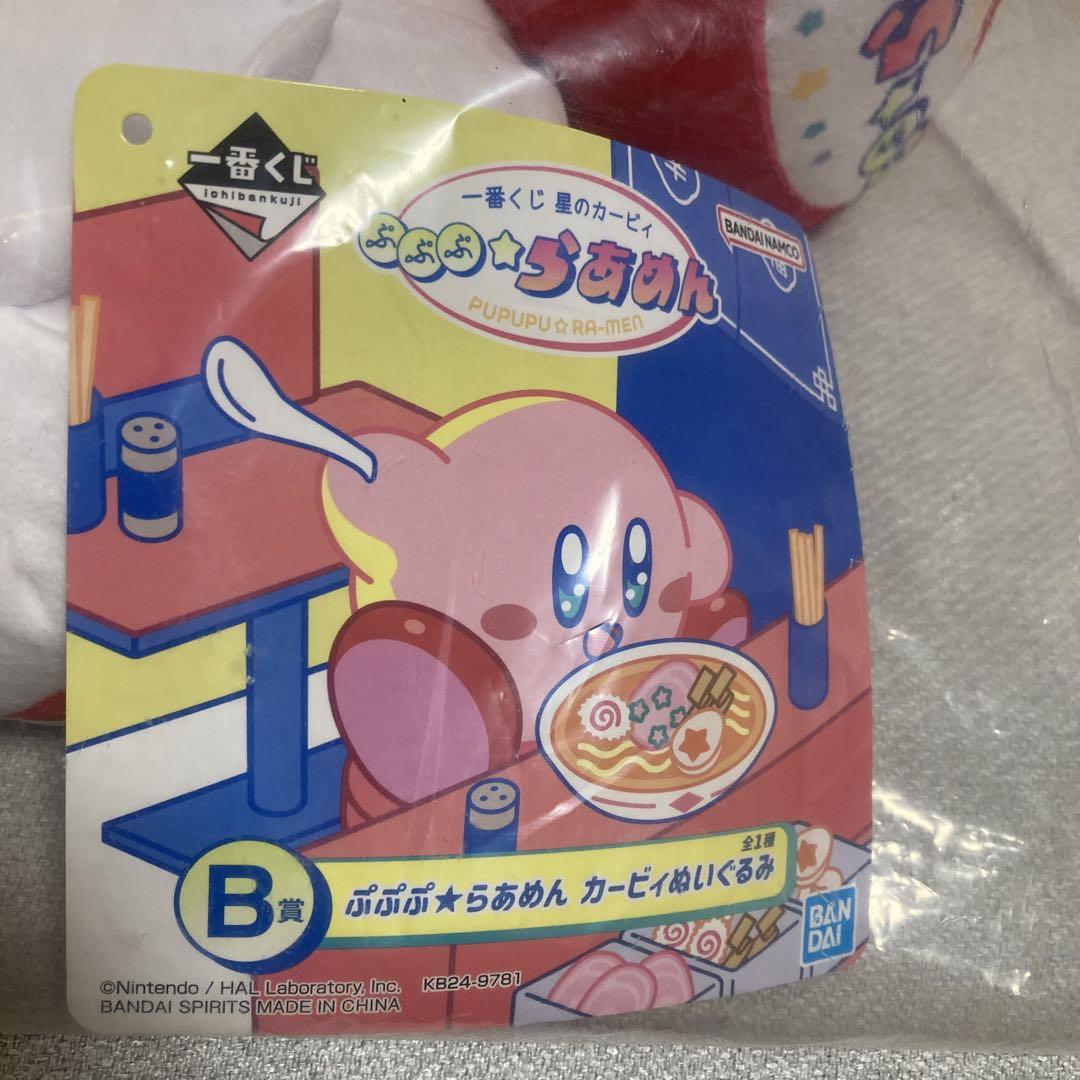 一番くじ
ichibankuji
一番くじ 星のカービィ
ぷぷぷ☆らあめん
PUPUPU☆RA-MEN
BANDAI NAMCO
B賞
全1種
ぷぷぷ★らあめん カービィぬいぐるみ
BAN
DAI
©Nintendo / HAL Laboratory, Inc. KB24-9781
BANDAI SPIRITS MADE IN CHINA